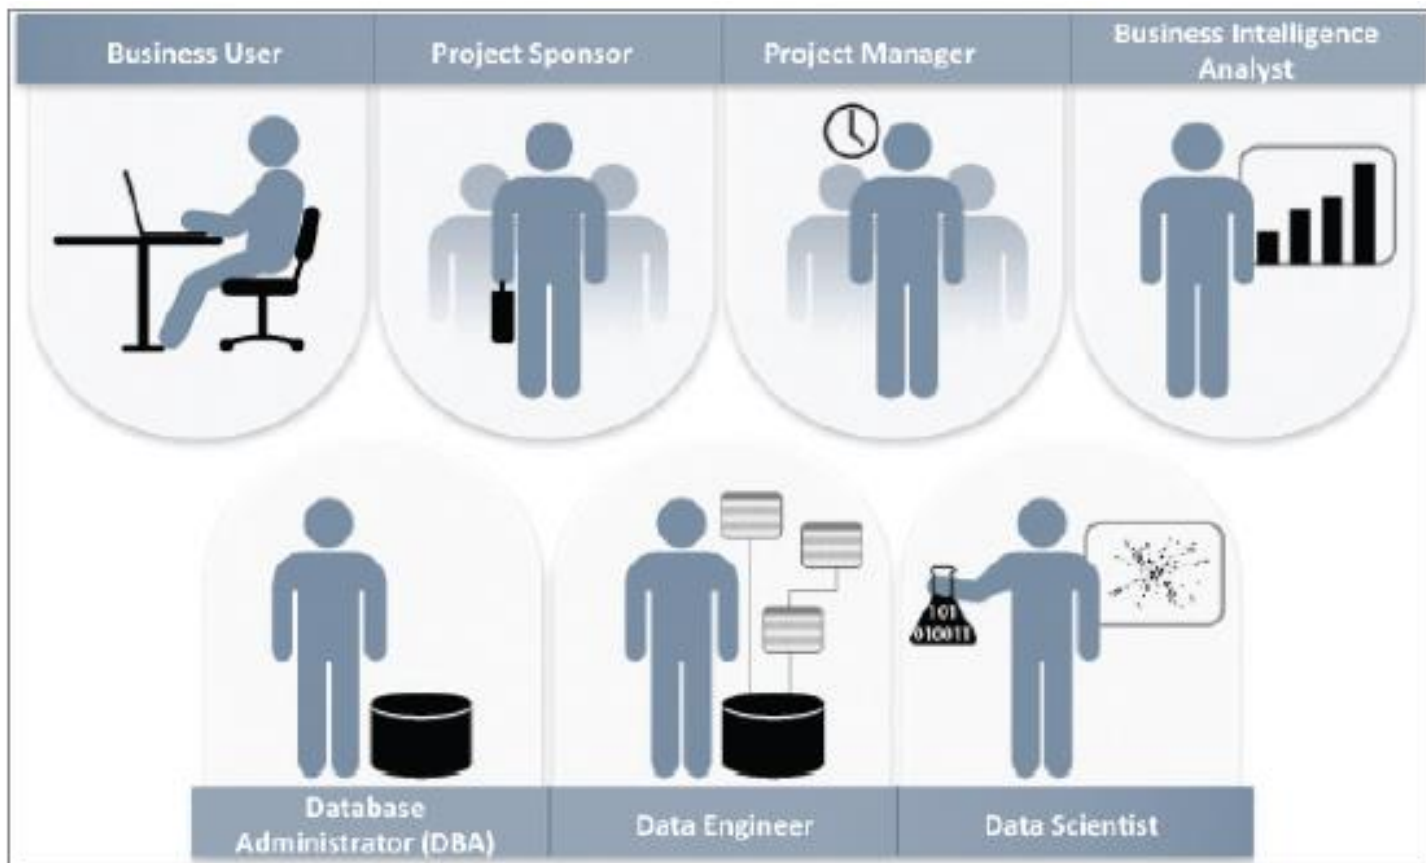 Business User
Project Sponsor
Project Manager
Business Intelligence
Analyst
101
010011
Database
Administrator (DBA)
Data Engineer
Data Scientist